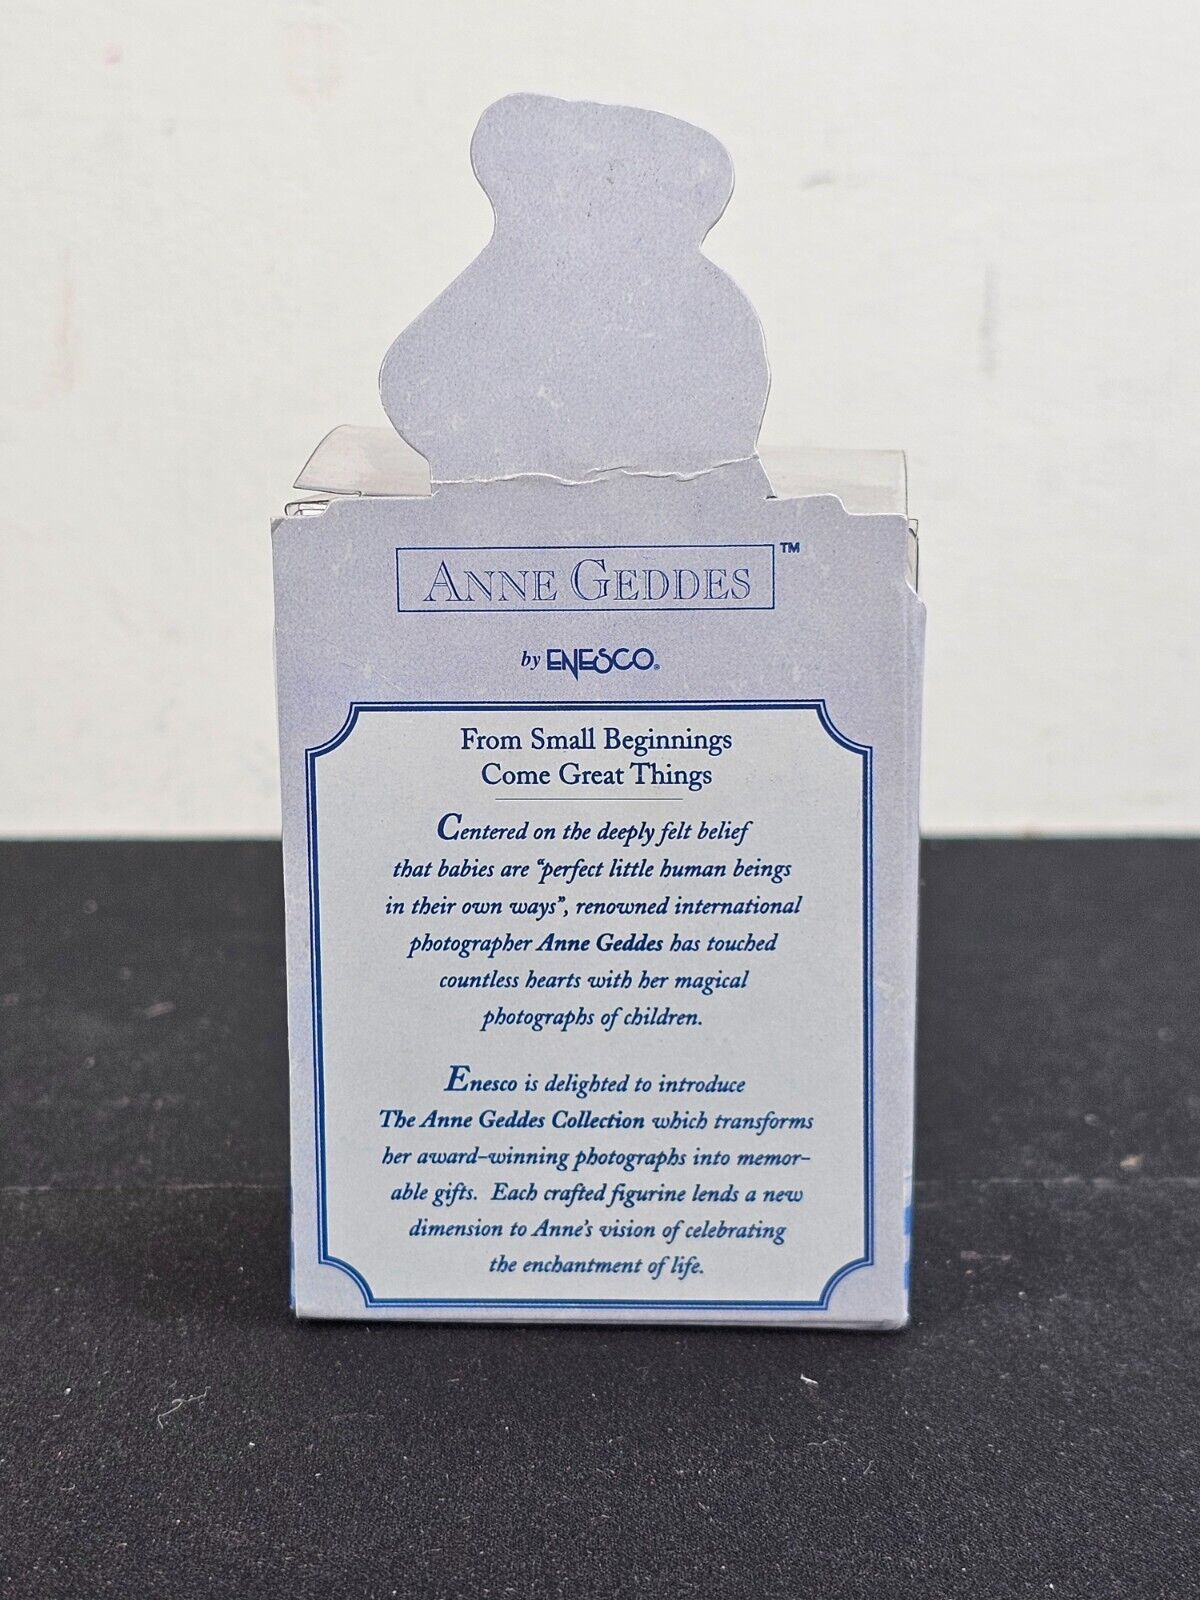 ANNE GEDDES™
by ENESCO®
From Small Beginnings
Come Great Things
Centered on the deeply felt belief
that babies are “perfect little human beings
in their own ways”, renowned international
photographer Anne Geddes has touched
countless hearts with her magical
photographs of children.
Enesco is delighted to introduce
The Anne Geddes Collection which transforms
her award-winning photographs into memor-
able gifts. Each crafted figurine lends a new
dimension to Anne’s vision of celebrating
the enchantment of life.